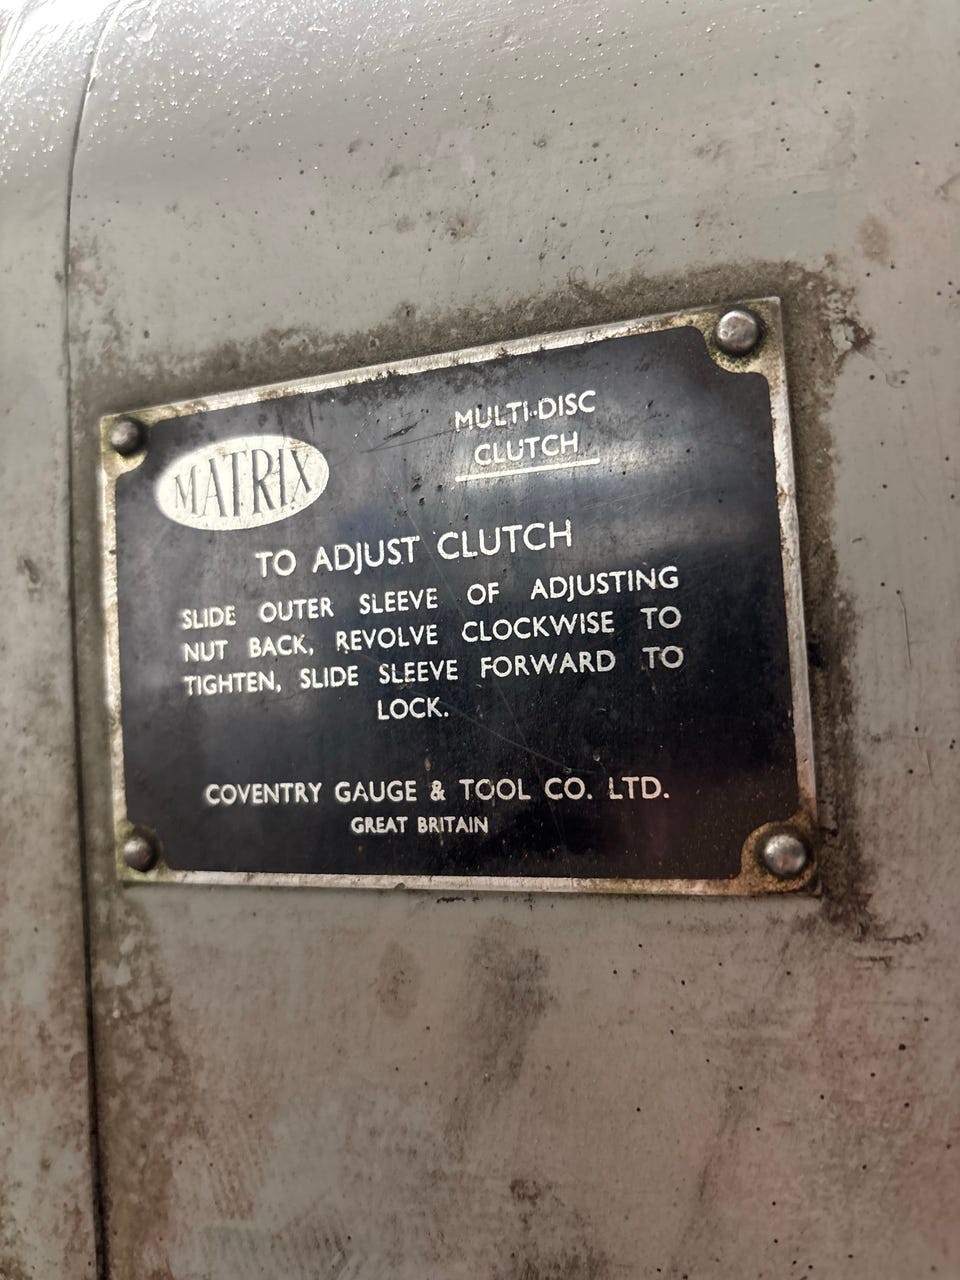 MATRIX
MULTI-DISC
CLUTCH
TO ADJUST CLUTCH
SLIDE OUTER SLEEVE OF ADJUSTING
NUT BACK, REVOLVE CLOCKWISE TO
TIGHTEN, SLIDE SLEEVE FORWARD TO
LOCK.
COVENTRY GAUGE & TOOL CO. LTD.
GREAT BRITAIN